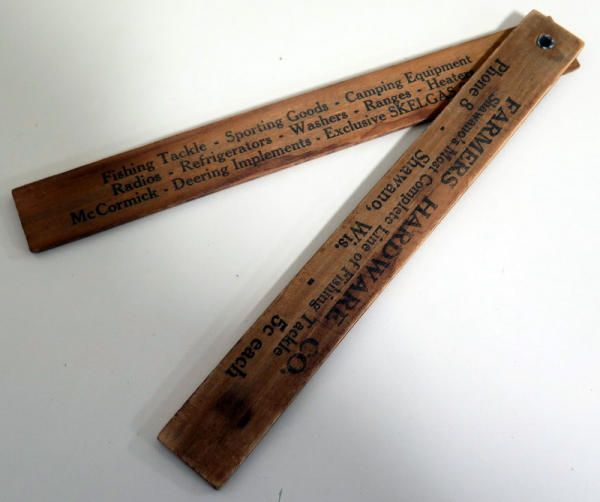 Fishing Tackle - Sporting Goods - Camping Equipment
Radios - Refrigerators - Washers - Ranges - Heaters
McCormick - Deering Implements - Exclusive SKELGAS
FARMERS HARDWARE CO.
Shawano's Most Complete Line of Fishing Tackle
Phone 8 - Shawano, Wis. - 5c each